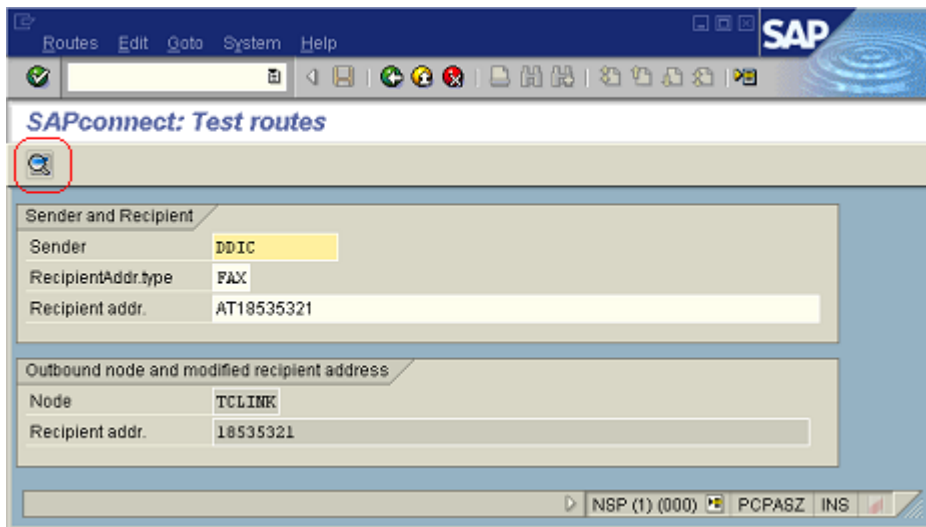 Routes Edit Goto System Help
SAP
SAPconnect: Test routes
Sender and Recipient
Sender DDIC
RecipientAddr.type FAX
Recipient addr. AT18535321
Outbound node and modified recipient address
Node TCLINK
Recipient addr. 18535321
NSP (1) (000) PCPASZ INS